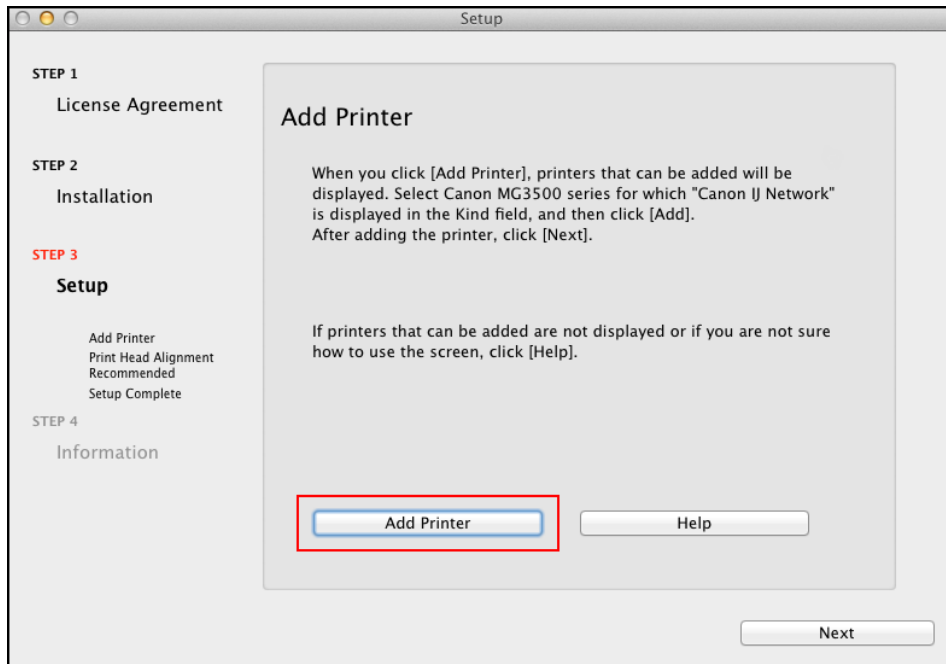 Setup
STEP 1
License Agreement
STEP 2
Installation
STEP 3
Setup
Add Printer
Print Head Alignment
Recommended
Setup Complete
STEP 4
Information
Add Printer
When you click [Add Printer], printers that can be added will be
displayed. Select Canon MG3500 series for which "Canon IJ Network"
is displayed in the Kind field, and then click [Add].
After adding the printer, click [Next].
If printers that can be added are not displayed or if you are not sure
how to use the screen, click [Help].
Add Printer
Help
Next